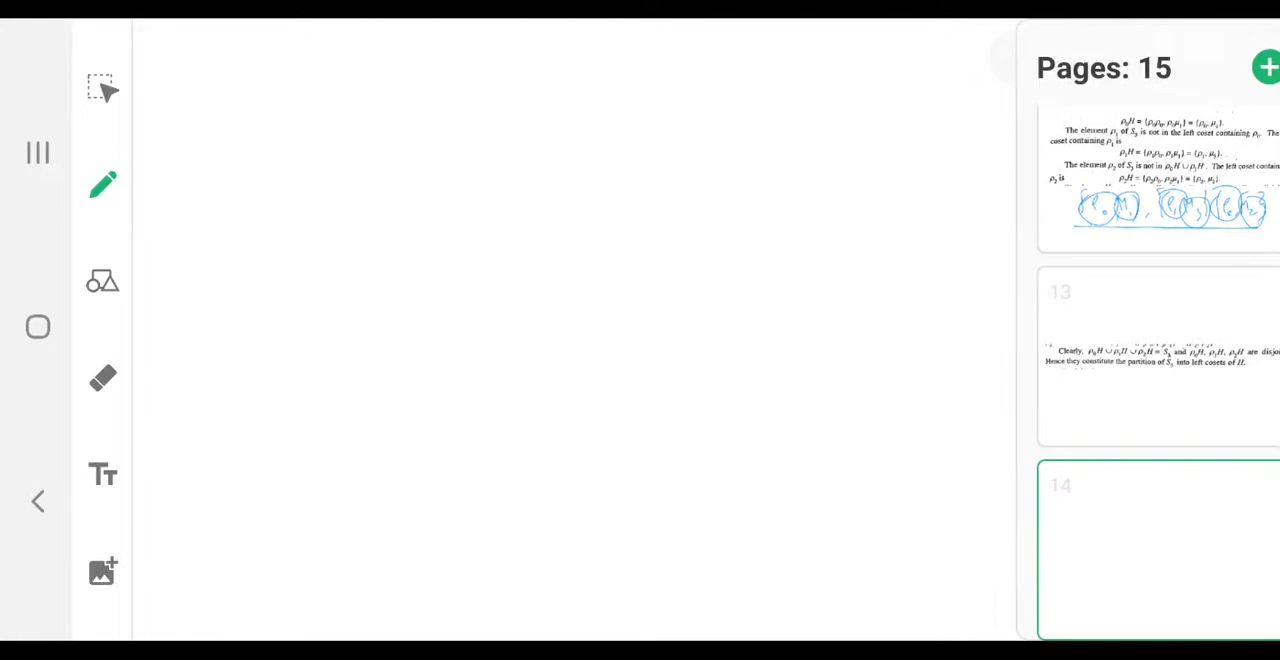 Pages: 15
ρ₀H = {ρ₀ρ₀, ρ₀μ₁} = {ρ₀, μ₁}.
The element ρ₁ of S₃ is not in the left coset containing ρ₀. The
coset containing ρ₁ is
ρ₁H = {ρ₁ρ₀, ρ₁μ₁} = {ρ₁, μ₃}.
The element ρ₂ of S₃ is not in ρ₀H ∪ ρ₁H. The left coset contain
ρ₂ is
ρ₂H = {ρ₂ρ₀, ρ₂μ₁} = {ρ₂, μ₂}.
13
Clearly, ρ₀H ∪ ρ₁H ∪ ρ₂H = S₃ and ρ₀H, ρ₁H, ρ₂H are disjo
Hence they constitute the partition of S₃ into left cosets of H.
14
TT